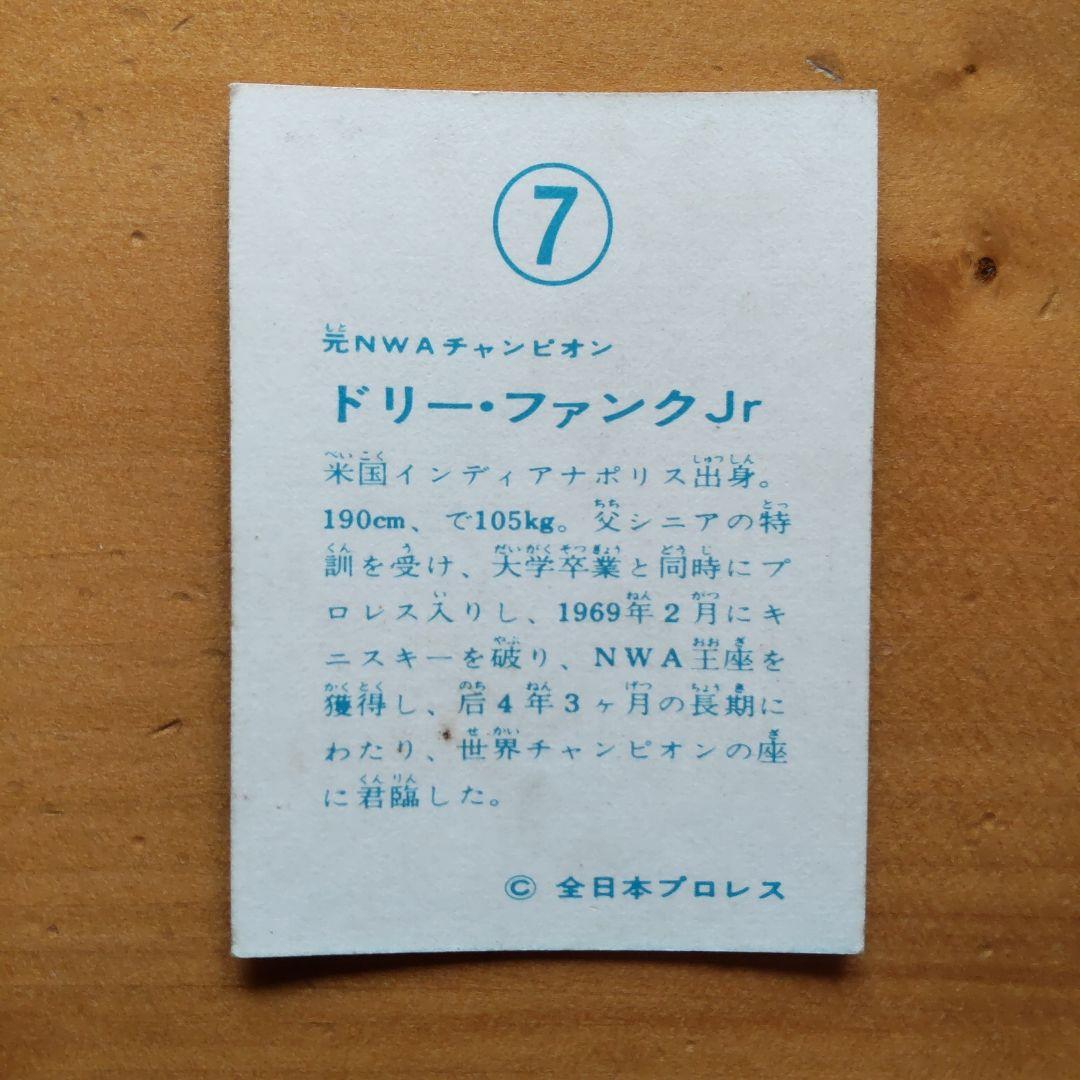 7
元NWAチャンピオン
ドリー・ファンクJr
米国インディアナポリス出身。
190cm、で105kg。父シニアの特
訓を受け、大学卒業と同時にプ
ロレス入りし、1969年2月にキ
ニスキーを破り、NWA王座を
獲得し、后4年3ヶ月の長期に
わたり、世界チャンピオンの座
に君臨した。
© 全日本プロレス